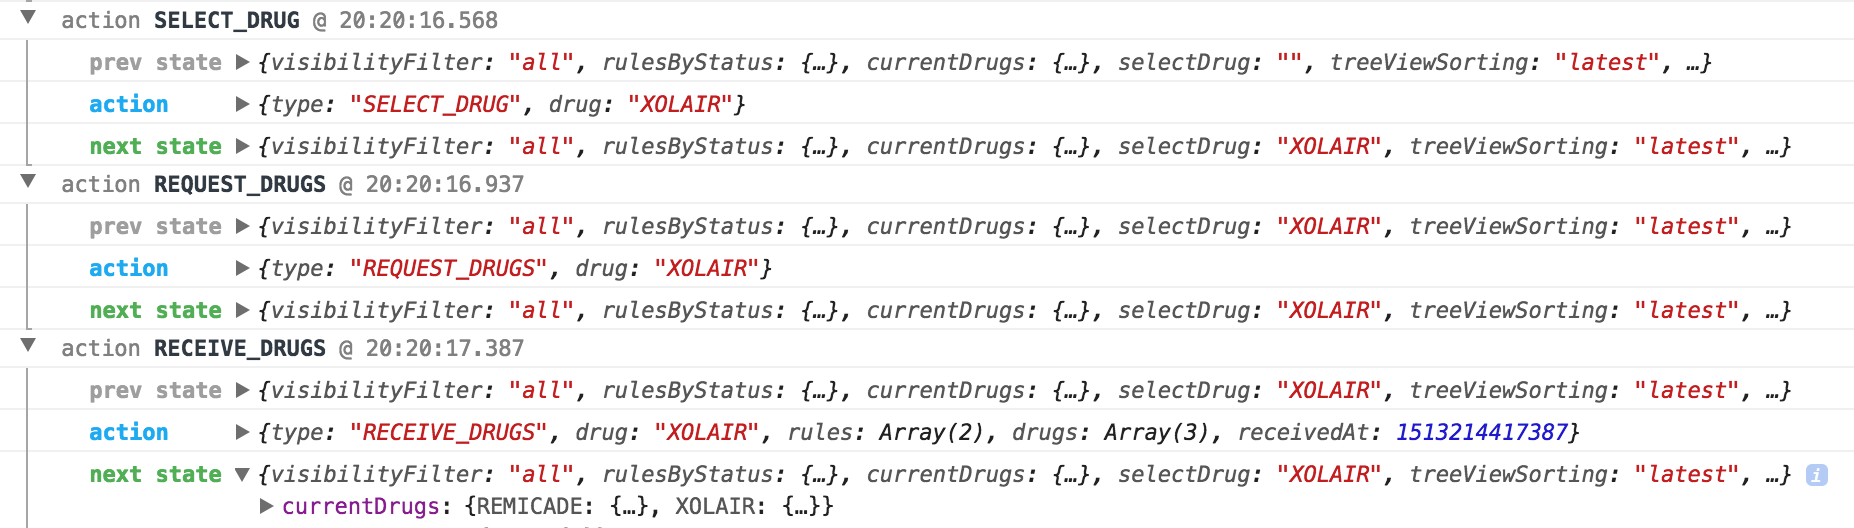 ▼ action SELECT_DRUG @ 20:20:16.568
prev state ▶ {visibilityFilter: "all", rulesByStatus: {…}, currentDrugs: {…}, selectDrug: "", treeViewSorting: "latest", …}
action ▶ {type: "SELECT_DRUG", drug: "XOLAIR"}
next state ▶ {visibilityFilter: "all", rulesByStatus: {…}, currentDrugs: {…}, selectDrug: "XOLAIR", treeViewSorting: "latest", …}
▼ action REQUEST_DRUGS @ 20:20:16.937
prev state ▶ {visibilityFilter: "all", rulesByStatus: {…}, currentDrugs: {…}, selectDrug: "XOLAIR", treeViewSorting: "latest", …}
action ▶ {type: "REQUEST_DRUGS", drug: "XOLAIR"}
next state ▶ {visibilityFilter: "all", rulesByStatus: {…}, currentDrugs: {…}, selectDrug: "XOLAIR", treeViewSorting: "latest", …}
▼ action RECEIVE_DRUGS @ 20:20:17.387
prev state ▶ {visibilityFilter: "all", rulesByStatus: {…}, currentDrugs: {…}, selectDrug: "XOLAIR", treeViewSorting: "latest", …}
action ▶ {type: "RECEIVE_DRUGS", drug: "XOLAIR", rules: Array(2), drugs: Array(3), receivedAt: 1513214417387}
next state ▼ {visibilityFilter: "all", rulesByStatus: {…}, currentDrugs: {…}, selectDrug: "XOLAIR", treeViewSorting: "latest", …} i
▶ currentDrugs: {REMICADE: {…}, XOLAIR: {…}}